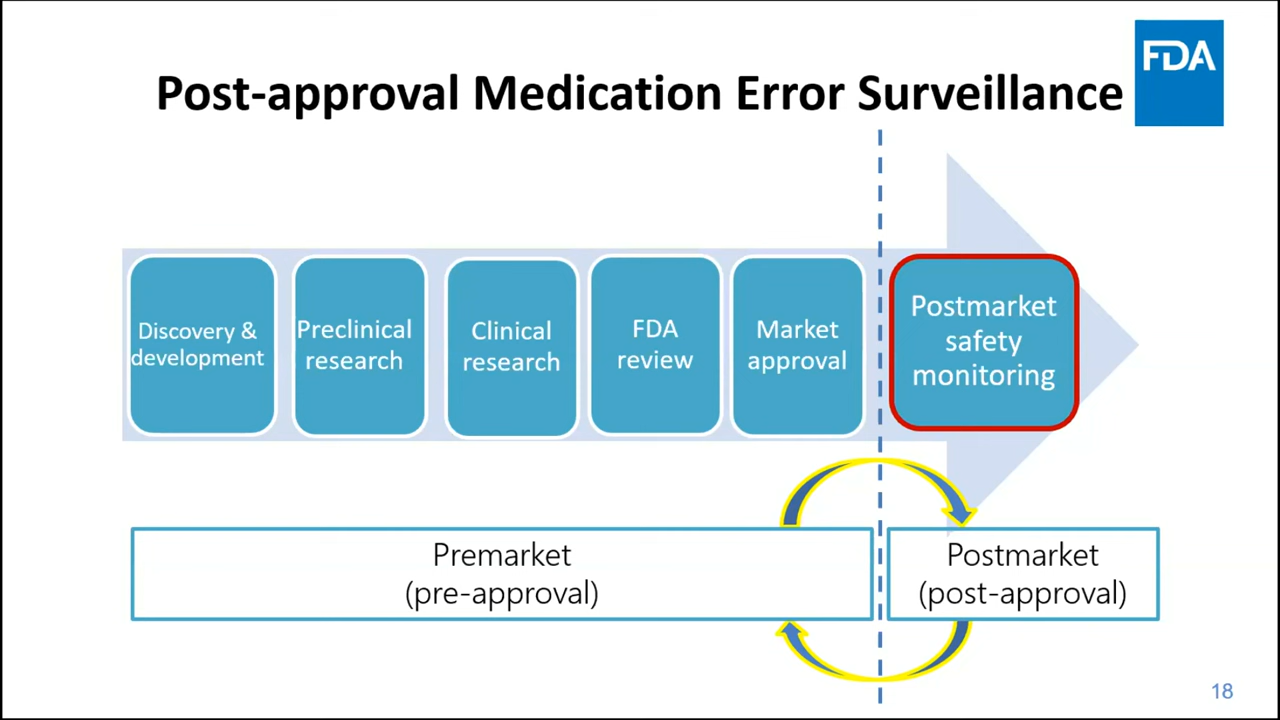 FDA
Post-approval Medication Error Surveillance
Discovery &
development
Preclinical
research
Clinical
research
FDA
review
Market
approval
Postmarket
safety
monitoring
Premarket
(pre-approval)
Postmarket
(post-approval)
18